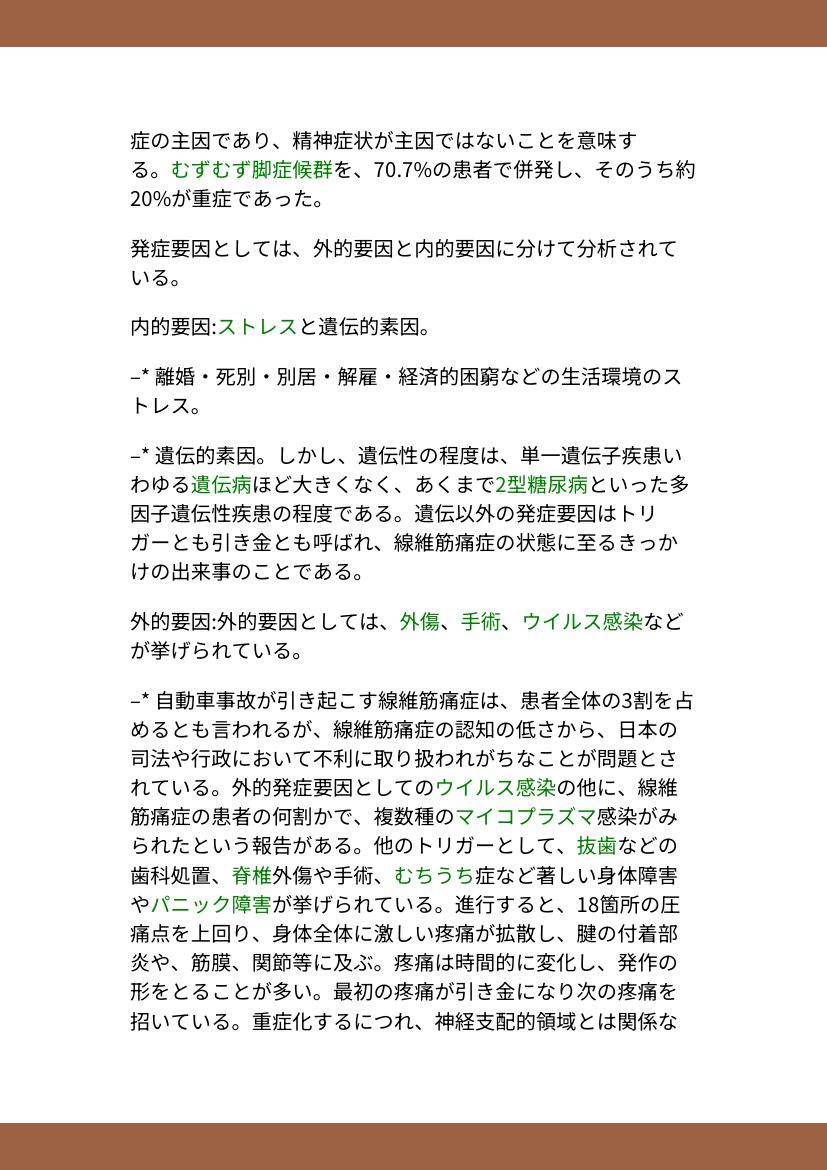 症の主因であり、精神症状が主因ではないことを意味す
る。むずむず脚症候群を、70.7%の患者で併発し、そのうち約
20%が重症であった。
発症要因としては、外的要因と内的要因に分けて分析されて
いる。
内的要因:ストレスと遺伝的素因。
–* 離婚・死別・別居・解雇・経済的困窮などの生活環境のス
トレス。
–* 遺伝的素因。しかし、遺伝性の程度は、単一遺伝子疾患い
わゆる遺伝病ほど大きくなく、あくまで2型糖尿病といった多
因子遺伝性疾患の程度である。遺伝以外の発症要因はトリ
ガーとも引き金とも呼ばれ、線維筋痛症の状態に至るきっか
けの出来事のことである。
外的要因:外的要因としては、外傷、手術、ウイルス感染など
が挙げられている。
–* 自動車事故が引き起こす線維筋痛症は、患者全体の3割を占
めるとも言われるが、線維筋痛症の認知の低さから、日本の
司法や行政において不利に取り扱われがちなことが問題とさ
れている。外的発症要因としてのウイルス感染の他に、線維
筋痛症の患者の何割かで、複数種のマイコプラズマ感染がみ
られたという報告がある。他のトリガーとして、抜歯などの
歯科処置、脊椎外傷や手術、むちうち症など著しい身体障害
やパニック障害が挙げられている。進行すると、18箇所の圧
痛点を上回り、身体全体に激しい疼痛が拡散し、腱の付着部
炎や、筋膜、関節等に及ぶ。疼痛は時間的に変化し、発作の
形をとることが多い。最初の疼痛が引き金になり次の疼痛を
招いている。重症化するにつれ、神経支配的領域とは関係な